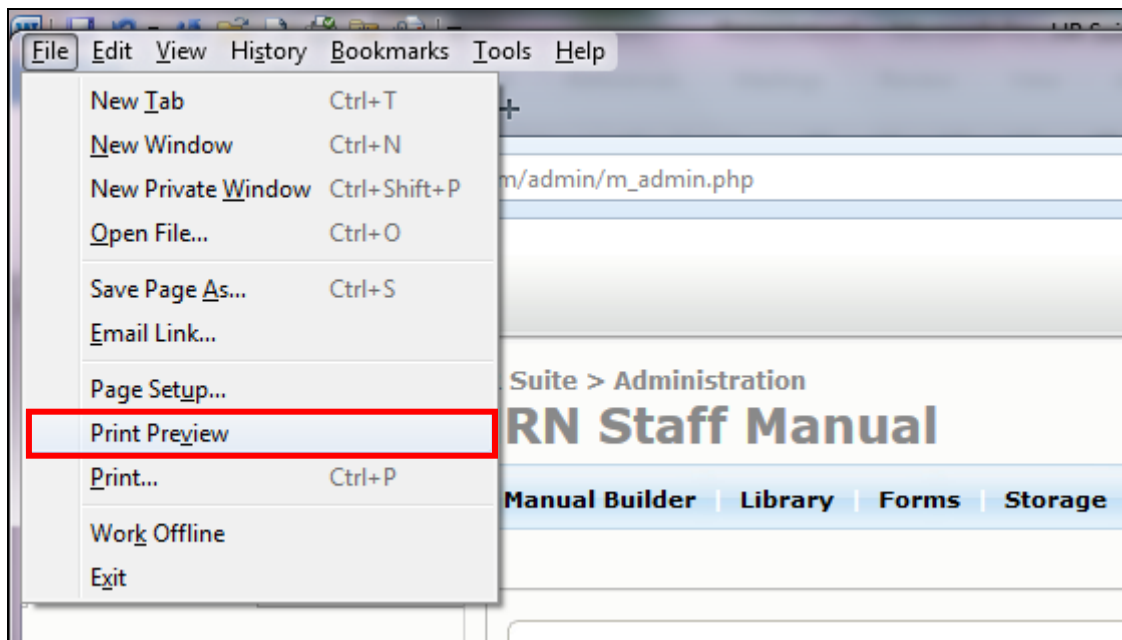 File Edit View History Bookmarks Tools Help
New Tab Ctrl+T
New Window Ctrl+N
New Private Window Ctrl+Shift+P
Open File... Ctrl+O
Save Page As... Ctrl+S
Email Link...
Page Setup...
Print Preview
Print... Ctrl+P
Work Offline
Exit
m/admin/m_admin.php
Suite > Administration
RN Staff Manual
Manual Builder Library Forms Storage